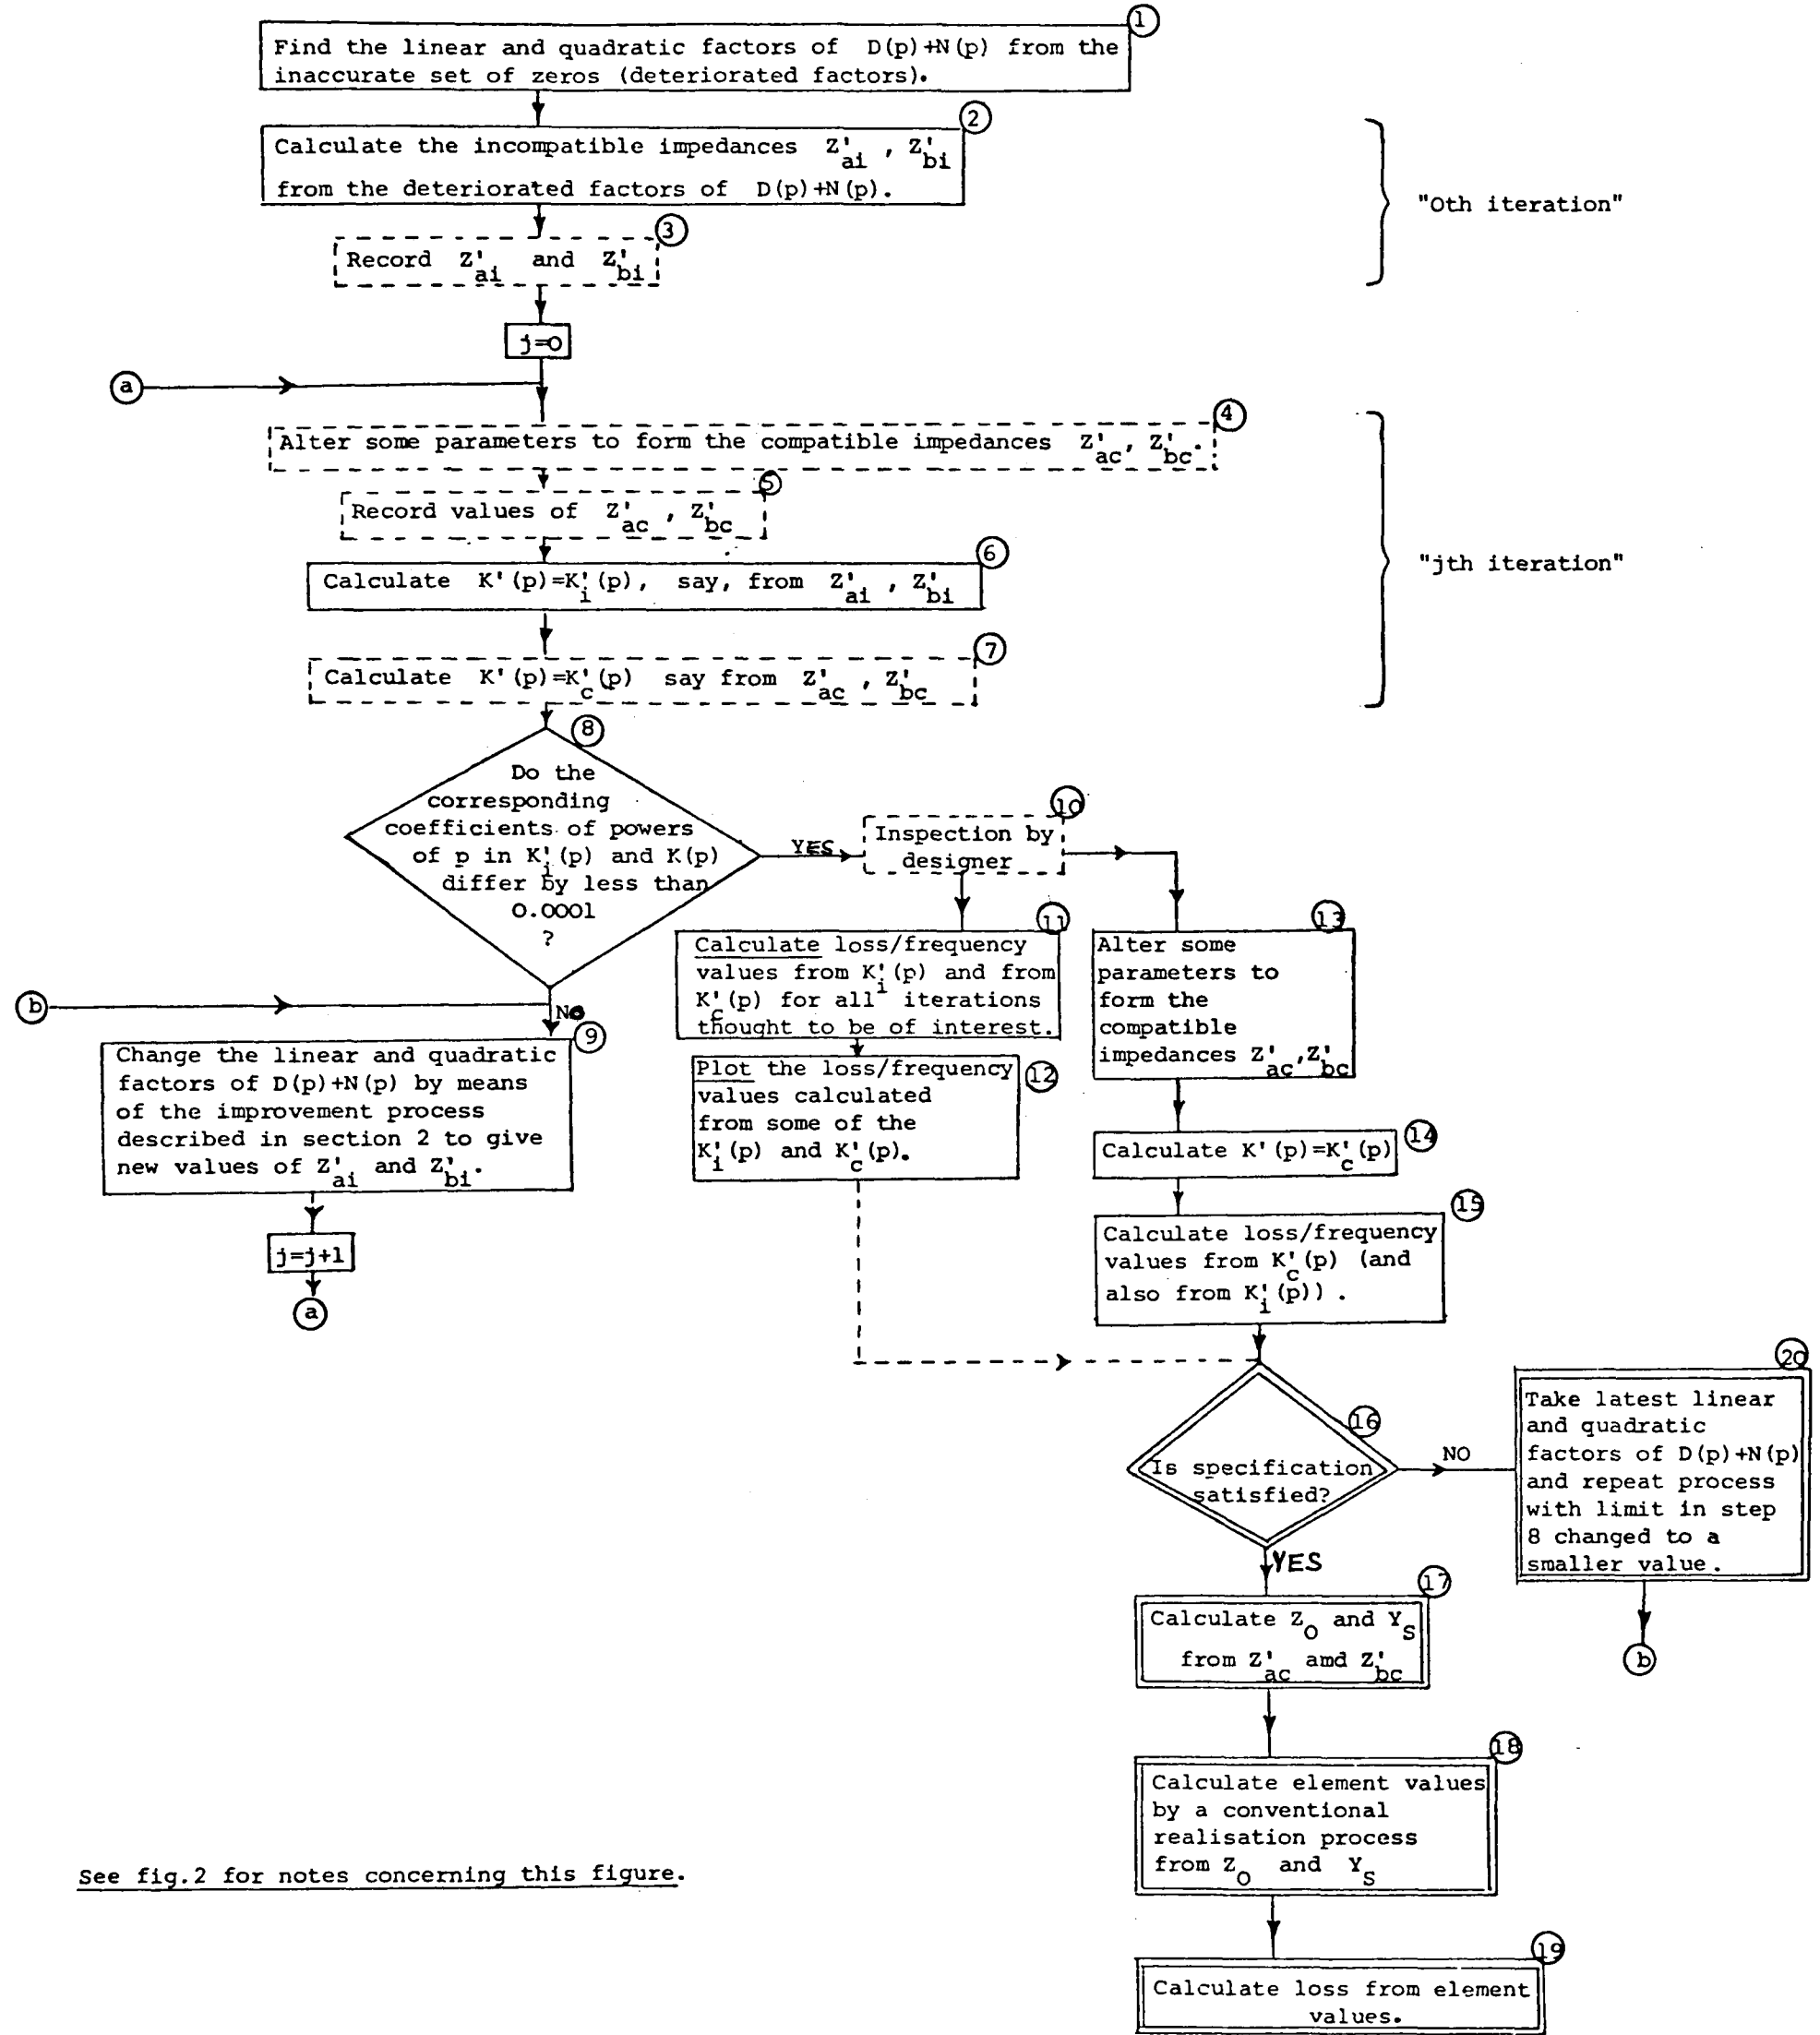 1
Find the linear and quadratic factors of D(p)+N(p) from the
inaccurate set of zeros (deteriorated factors).
2
Calculate the incompatible impedances Z'ai , Z'bi
from the deteriorated factors of D(p)+N(p).
"0th iteration"
3
Record Z'ai and Z'bi
j=0
a
4
Alter some parameters to form the compatible impedances Z'ac, Z'bc.
5
Record values of Z'ac , Z'bc
6
Calculate K'(p)=K'i(p), say, from Z'ai , Z'bi
"jth iteration"
7
Calculate K'(p)=K'c(p) say from Z'ac , Z'bc
8
Do the
corresponding
coefficients of powers
of p in K'i(p) and K(p)
differ by less than
0.0001
?
YES
NO
10
Inspection by
designer
11
Calculate loss/frequency
values from K'i(p) and from
K'c(p) for all iterations
thought to be of interest.
12
Plot the loss/frequency
values calculated
from some of the
K'i(p) and K'c(p).
13
Alter some
parameters to
form the
compatible
impedances Z'ac,Z'bc
b
9
Change the linear and quadratic
factors of D(p)+N(p) by means
of the improvement process
described in section 2 to give
new values of Z'ai and Z'bi.
j=j+1
a
14
Calculate K'(p)=K'c(p)
15
Calculate loss/frequency
values from K'c(p) (and
also from K'i(p)) .
16
Is specification
satisfied?
NO
YES
20
Take latest linear
and quadratic
factors of D(p)+N(p)
and repeat process
with limit in step
8 changed to a
smaller value.
b
17
Calculate ZO and YS
from Z'ac amd Z'bc
18
Calculate element values
by a conventional
realisation process
from ZO and YS
19
Calculate loss from element
values.
See fig.2 for notes concerning this figure.